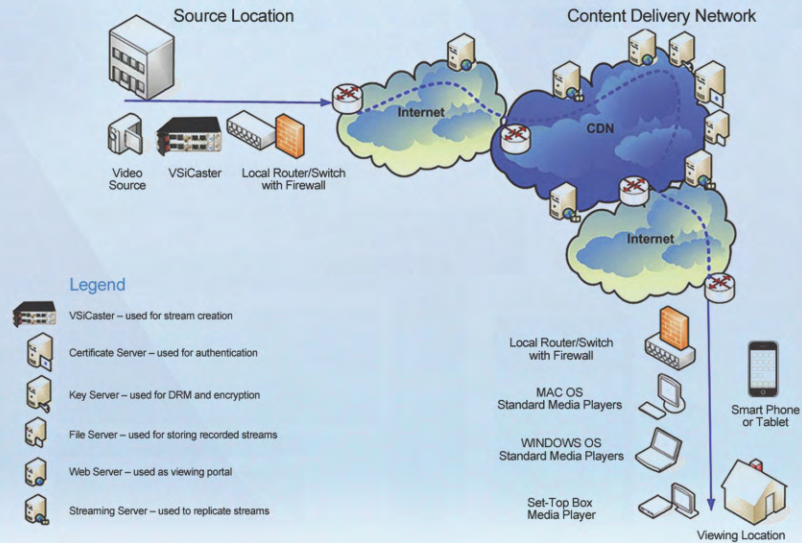 Source Location
Content Delivery Network
Internet
CDN
Video
Source
VSiCaster
Local Router/Switch
with Firewall
Internet
Legend
VSiCaster – used for stream creation
Certificate Server – used for authentication
Key Server – used for DRM and encryption
File Server – used for storing recorded streams
Web Server – used as viewing portal
Streaming Server – used to replicate streams
Local Router/Switch
with Firewall
MAC OS
Standard Media Players
WINDOWS OS
Standard Media Players
Set-Top Box
Media Player
Smart Phone
or Tablet
Viewing Location